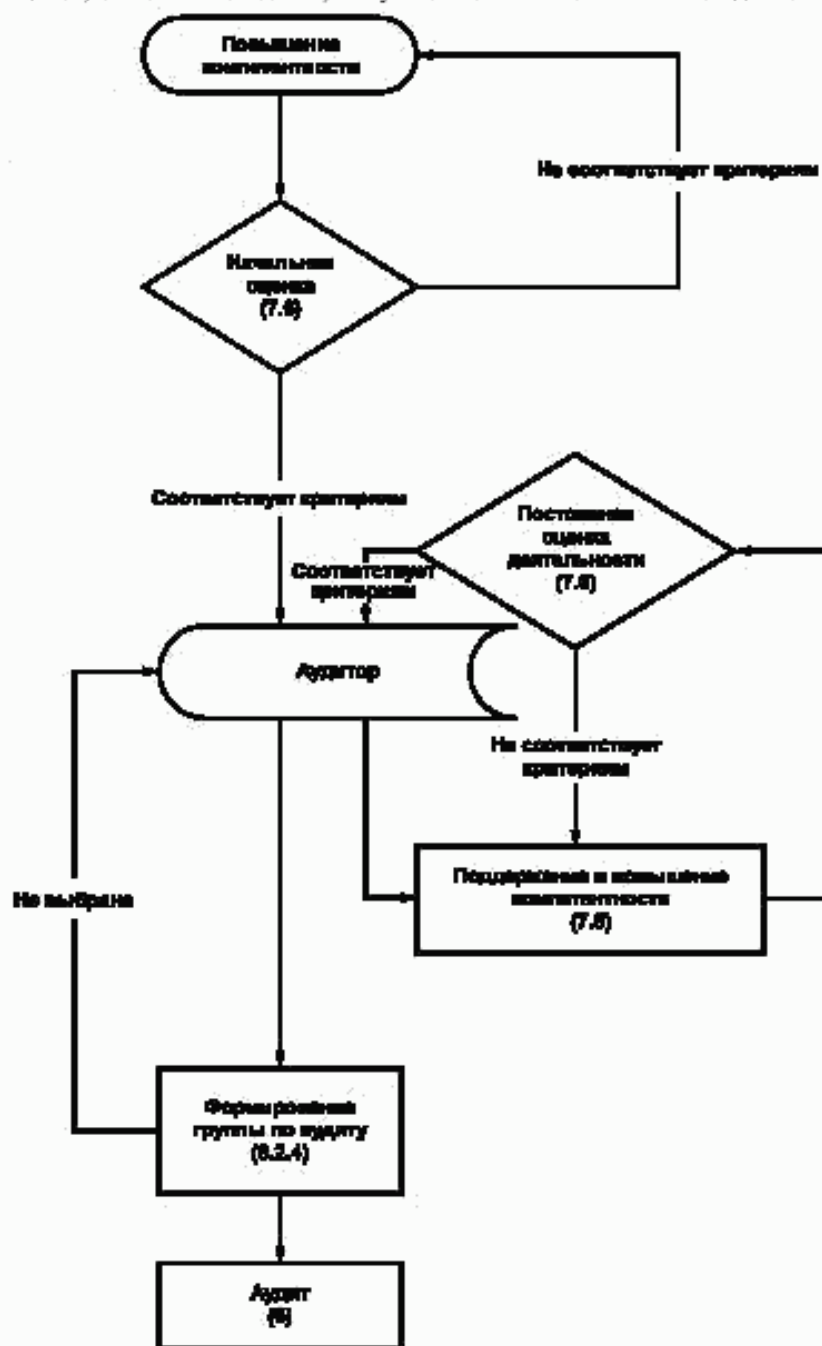 Повышение
компетентности
Не соответствует критериям
Начальная
оценка
(7.6)
Соответствует критериям
Постоянная
оценка
деятельности
(7.6)
Соответствует
критериям
Аудитор
Не соответствует
критериям
Поддержание и повышение
компетентности
(7.5)
Не выбрана
Формирование
группы по аудиту
(6.2.4)
Аудит
(6)